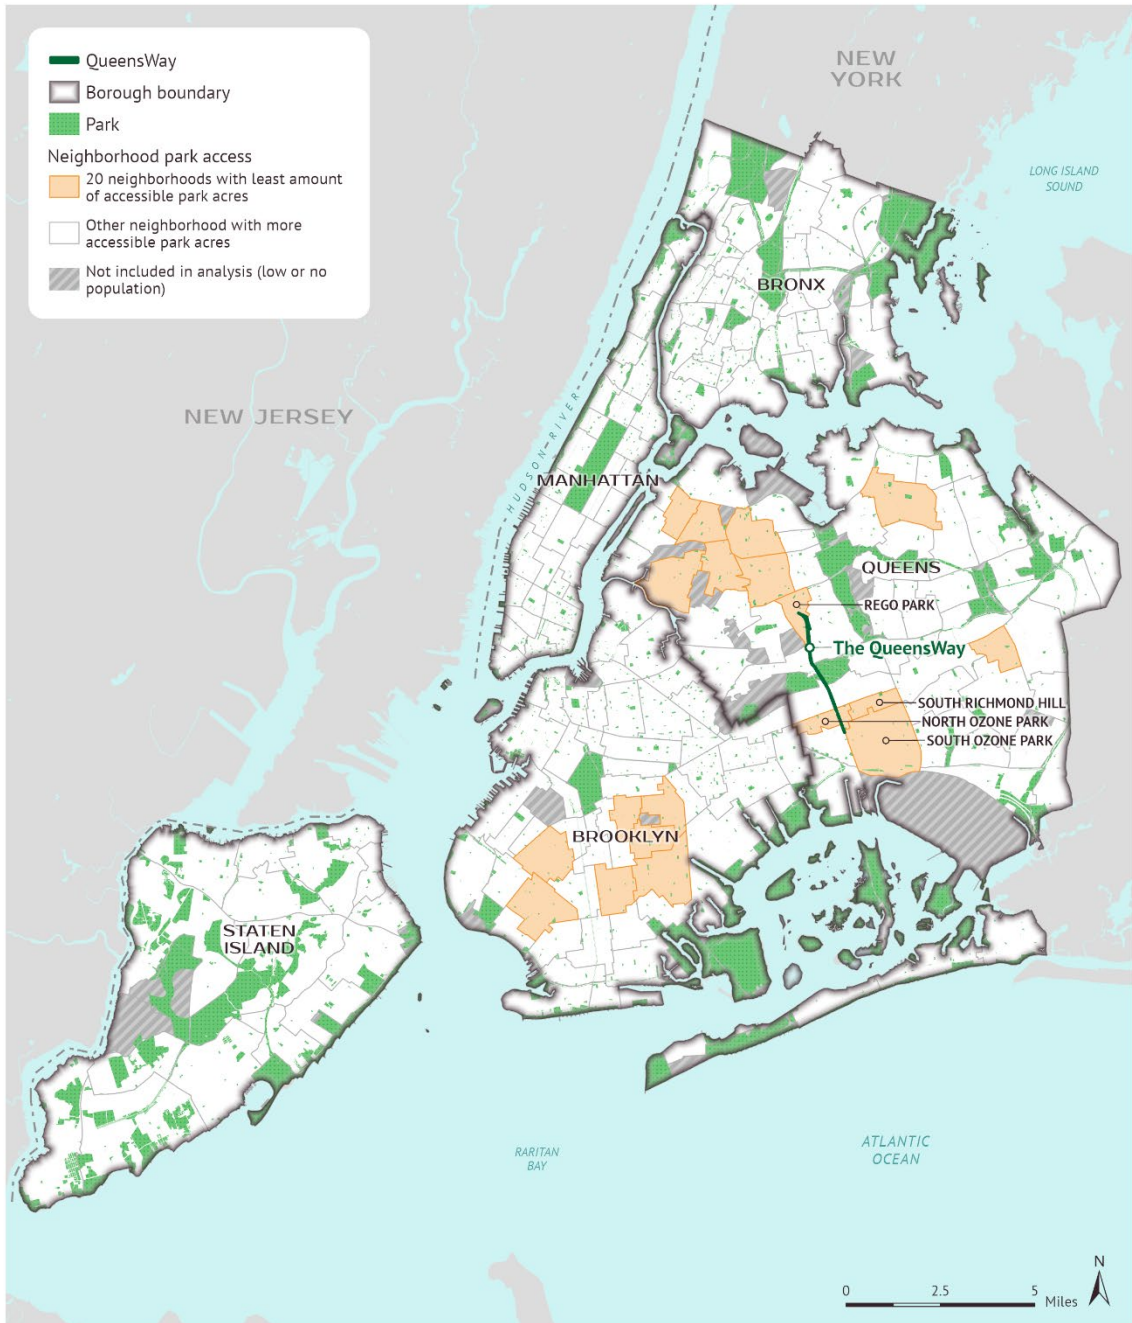 QueensWay
Borough boundary
Park
Neighborhood park access
20 neighborhoods with least amount
of accessible park acres
Other neighborhood with more
accessible park acres
Not included in analysis (low or no
population)
NEW
YORK
LONG ISLAND
SOUND
BRONX
NEW JERSEY
HUDSON RIVER
MANHATTAN
QUEENS
REGO PARK
The QueensWay
SOUTH RICHMOND HILL
NORTH OZONE PARK
SOUTH OZONE PARK
BROOKLYN
STATEN
ISLAND
RARITAN
BAY
ATLANTIC
OCEAN
N
0 2.5 5
Miles